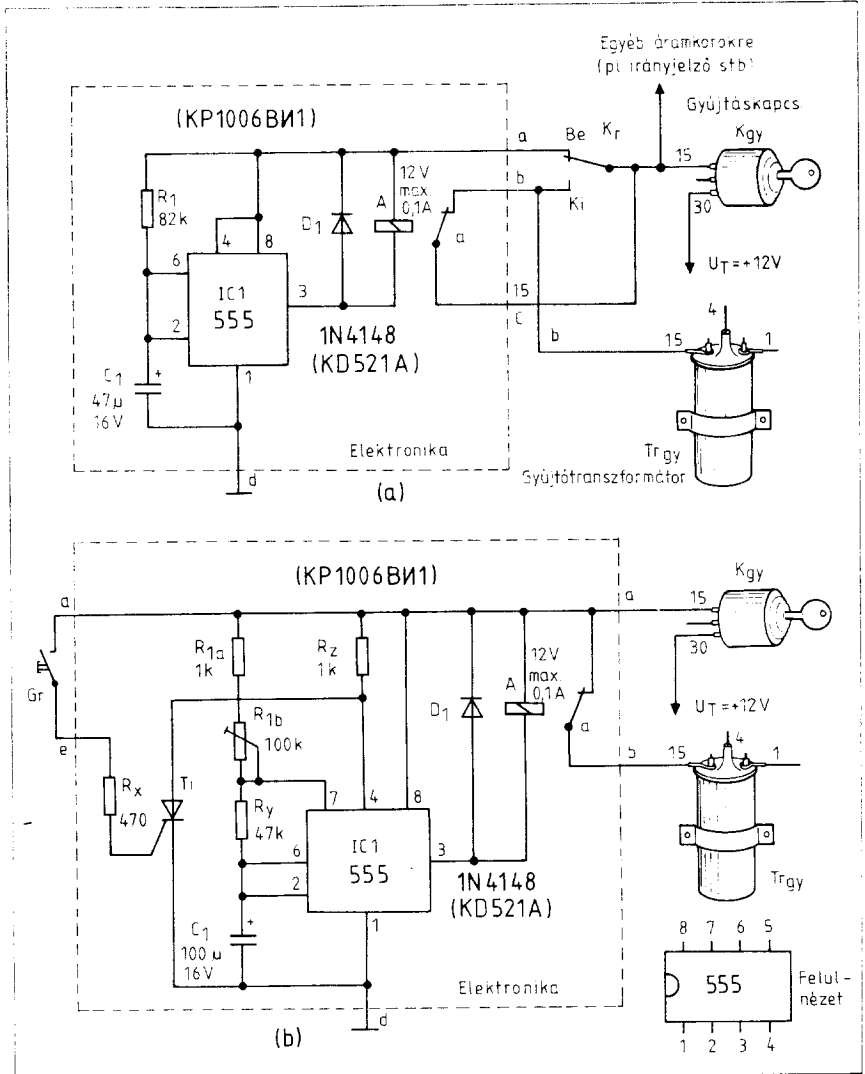 Egyéb áramkörökre
(pl. irányjelző stb)
Gyújtáskapcs.
Kgy
(KP1006ВИ1)
a
Be
Kr
15
b
Ki
30
UT=+12V
R1
82k
4
8
D1
A
12V
max.
0,1A
a
6
IC1
555
3
2
15
C
1N4148
(KD521A)
1
b
4
15
1
C1
47µ
16V
+
Elektronika
d
Trgy
Gyújtótranszformátor
(a)
(KP1006ВИ1)
a
a
15
Kgy
30
UT=+12V
R1a
1k
Rz
1k
12V
max.
0,1A
A
D1
a
Gr
R1b
100k
e
b
15
4
1
Rx
470
Ti
7
4
8
Ry
47k
6
IC1
555
3
2
1N4148
(KD521A)
Trgy
1
C1
100µ
16V
+
Elektronika
d
(b)
8 7 6 5
555
Felül-
nézet
1 2 3 4